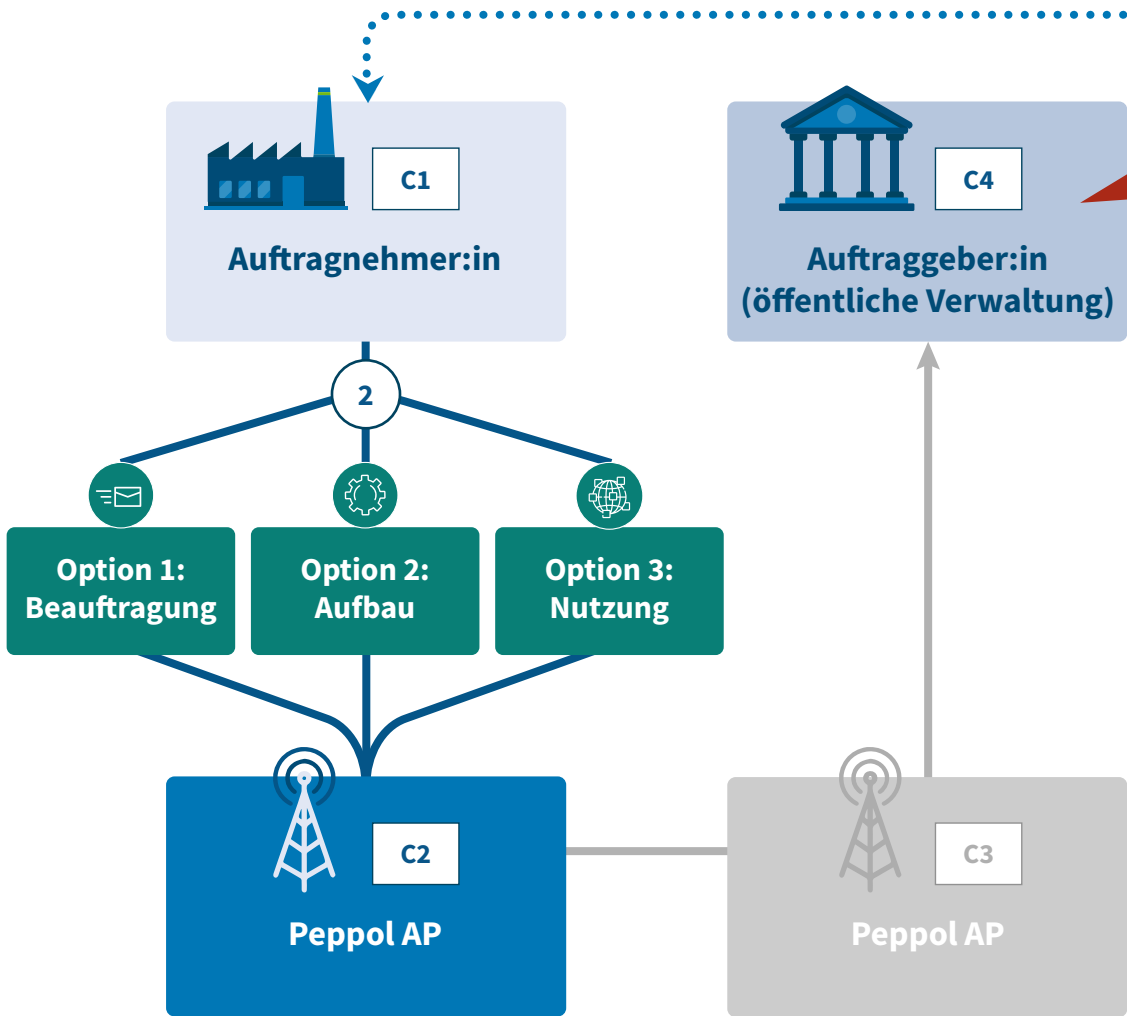 C1
Auftragnehmer:in
C4
Auftraggeber:in
(öffentliche Verwaltung)
2
Option 1:
Beauftragung
Option 2:
Aufbau
Option 3:
Nutzung
C2
Peppol AP
C3
Peppol AP